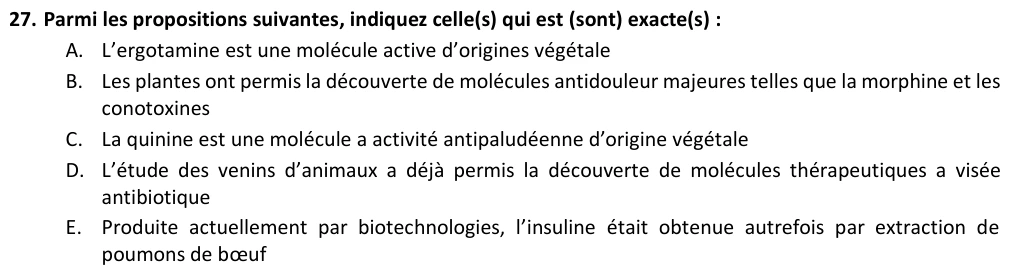 27. Parmi les propositions suivantes, indiquez celle(s) qui est (sont) exacte(s) :
A. L’ergotamine est une molécule active d’origines végétale
B. Les plantes ont permis la découverte de molécules antidouleur majeures telles que la morphine et les
conotoxines
C. La quinine est une molécule a activité antipaludéenne d’origine végétale
D. L’étude des venins d’animaux a déjà permis la découverte de molécules thérapeutiques a visée
antibiotique
E. Produite actuellement par biotechnologies, l’insuline était obtenue autrefois par extraction de
poumons de bœuf